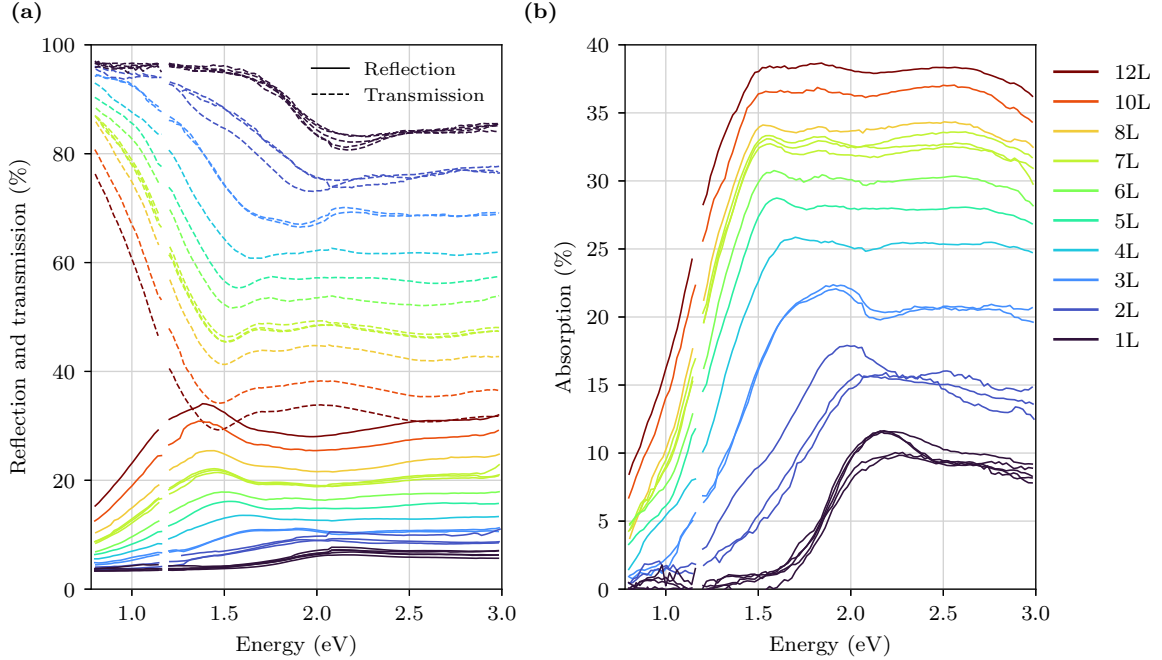 (a)
Reflection and transmission (%)
100
80
60
40
20
0
1.0 1.5 2.0 2.5 3.0
Energy (eV)
Reflection
Transmission
(b)
Absorption (%)
40
35
30
25
20
15
10
5
0
1.0 1.5 2.0 2.5 3.0
Energy (eV)
12L
10L
8L
7L
6L
5L
4L
3L
2L
1L